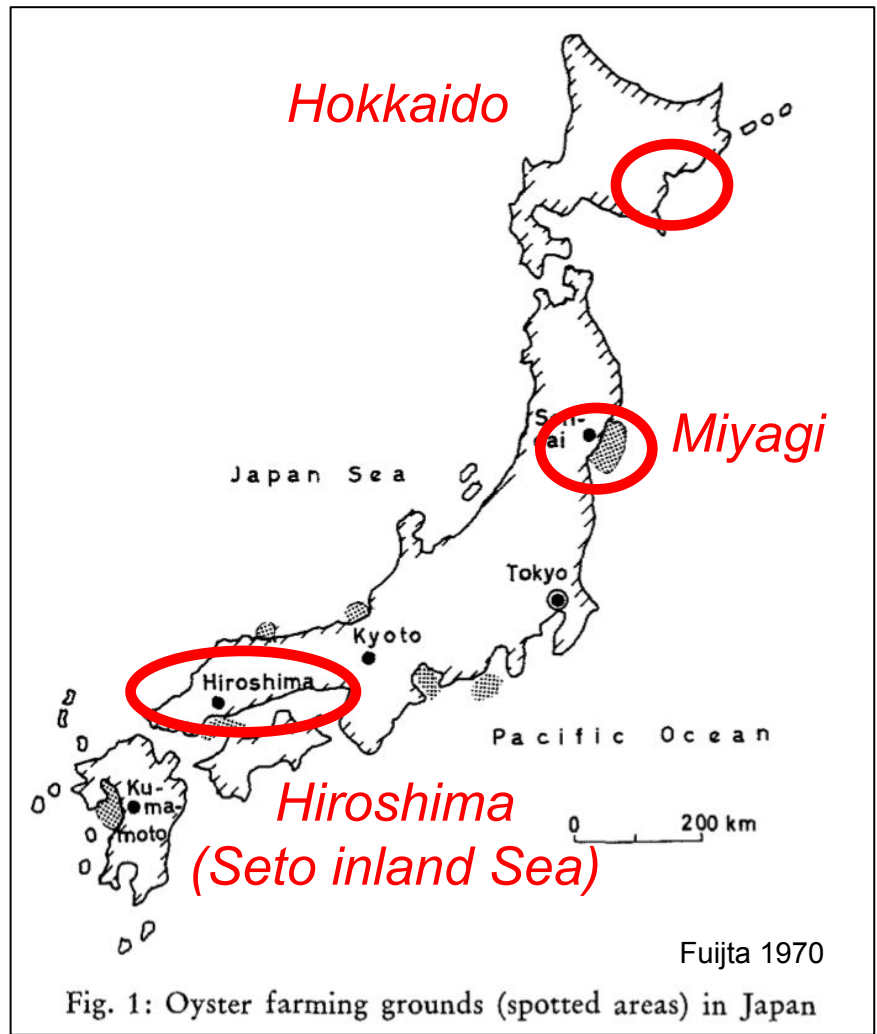 Hokkaido
Sen-
dai
Miyagi
Japan Sea
Tokyo
Kyoto
Hiroshima
Pacific Ocean
Ku-
ma-
moto
Hiroshima
(Seto inland Sea)
0 200 km
Fuijta 1970
Fig. 1: Oyster farming grounds (spotted areas) in Japan